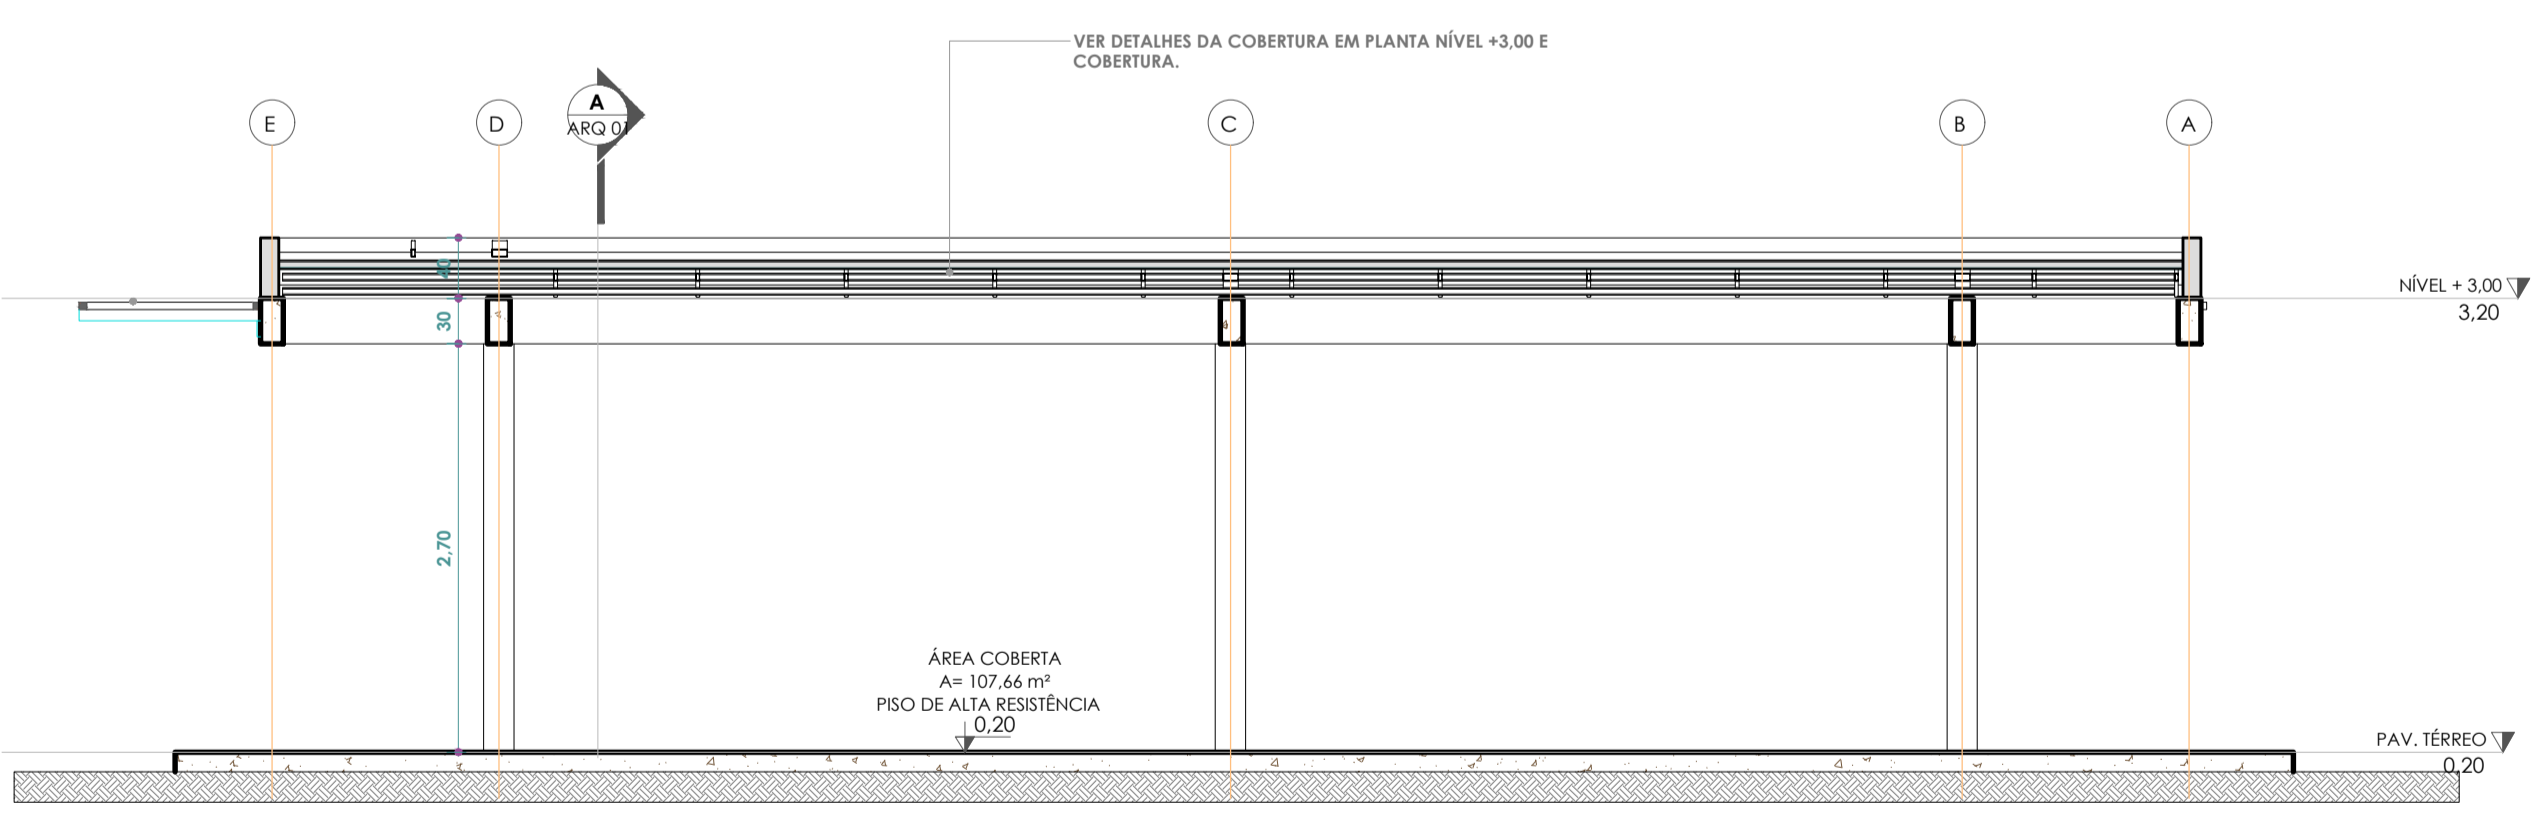 VER DETALHES DA COBERTURA EM PLANTA NÍVEL +3,00 E
COBERTURA.
E
D
A
ARQ 01
C
B
A
40
30
2,70
NÍVEL + 3,00
3,20
ÁREA COBERTA
A= 107,66 m²
PISO DE ALTA RESISTÊNCIA
0,20
PAV. TÉRREO
0,20